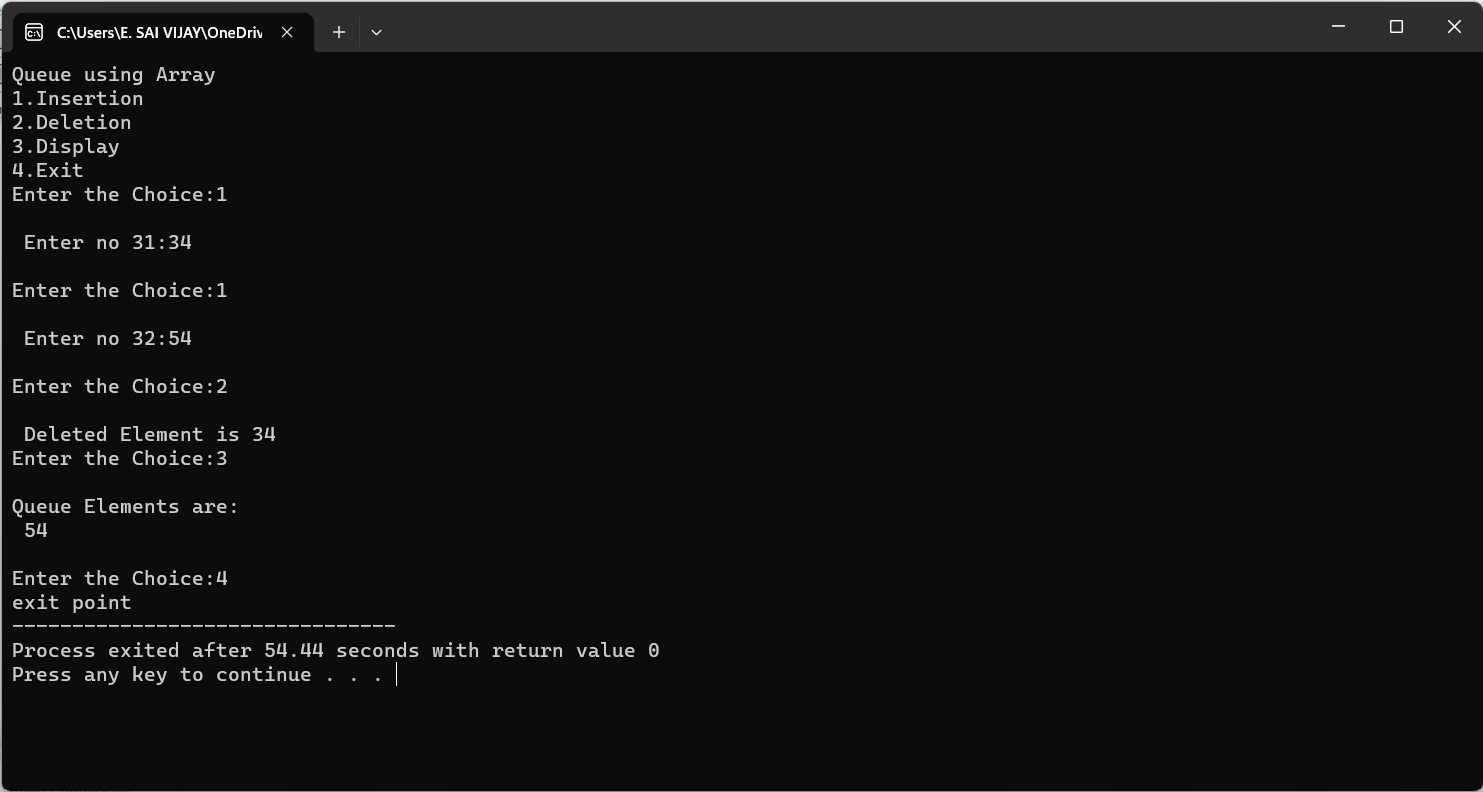 C:\Users\E. SAI VIJAY\OneDriv
Queue using Array
1.Insertion
2.Deletion
3.Display
4.Exit
Enter the Choice:1
Enter no 31:34
Enter the Choice:1
Enter no 32:54
Enter the Choice:2
Deleted Element is 34
Enter the Choice:3
Queue Elements are:
54
Enter the Choice:4
exit point
--------------------------------
Process exited after 54.44 seconds with return value 0
Press any key to continue . . .